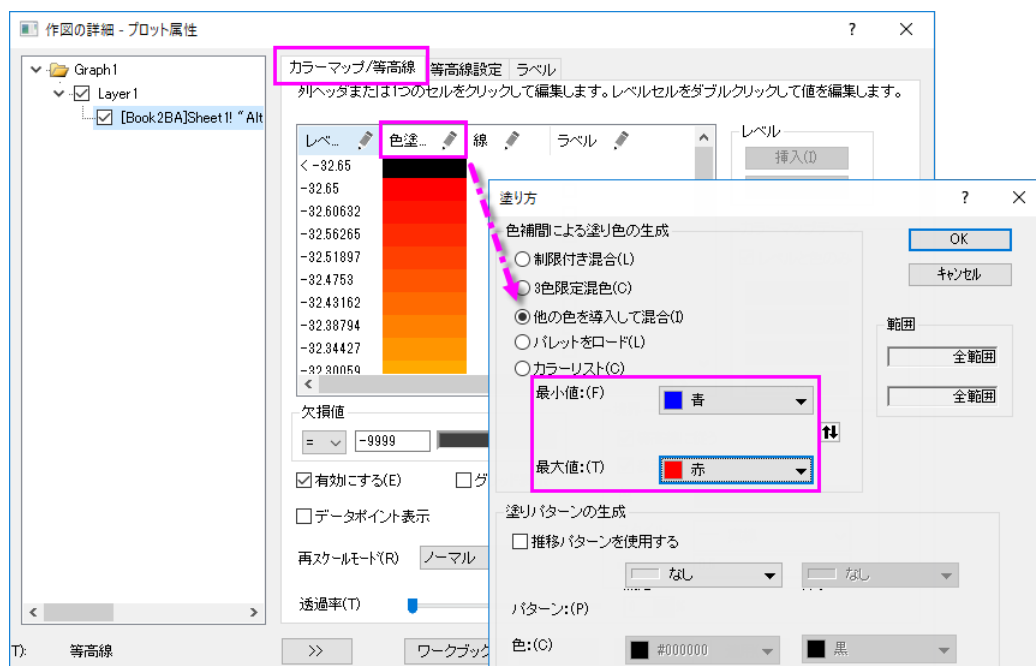 作図の詳細 - プロット属性
? ×
Graph1
Layer1
[Book2BA]Sheet1! "Alt
カラーマップ/等高線 等高線設定 ラベル
列ヘッダまたは1つのセルをクリックして編集します。レベルセルをダブルクリックして値を編集します。
レベ... 色塗... 線 ラベル
< -32.65
-32.65
-32.60632
-32.56265
-32.51897
-32.4753
-32.43162
-32.38794
-32.34427
-32.30059
レベル
挿入(I)
欠損値
= -9999
有効にする(E) グ
データポイント表示
再スケールモード(R) ノーマル
透過率(T)
T): 等高線 >> ワークブック
塗り方
? ×
色補間による塗り色の生成
制限付き混合(L)
3色限定混色(C)
他の色を導入して混合(I)
パレットをロード(L)
カラーリスト(C)
最小値:(F) 青
最大値:(T) 赤
OK
キャンセル
範囲
全範囲
全範囲
塗りパターンの生成
推移パターンを使用する
なし なし
パターン:(P)
色:(C) #000000 黒